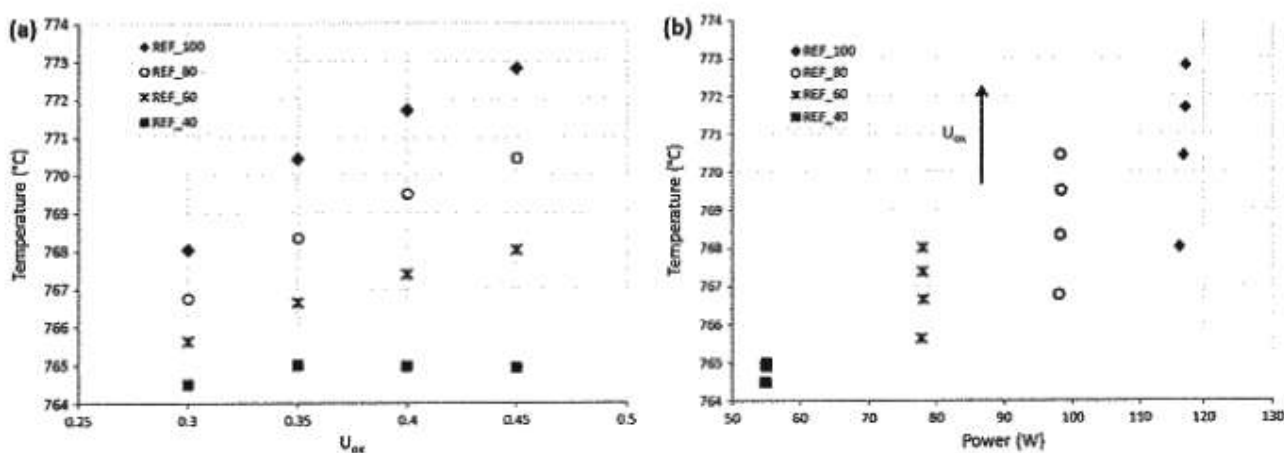 (a)
774
773
772
771
770
769
768
767
766
765
764
Temperature (°C)
REF_100
REF_80
REF_60
REF_40
0.25
0.3
0.35
0.4
0.45
0.5
Uox
(b)
774
773
772
771
770
769
768
767
766
765
764
Temperature (°C)
REF_100
REF_80
REF_60
REF_40
Uox
50
60
70
80
90
100
110
120
130
Power (W)